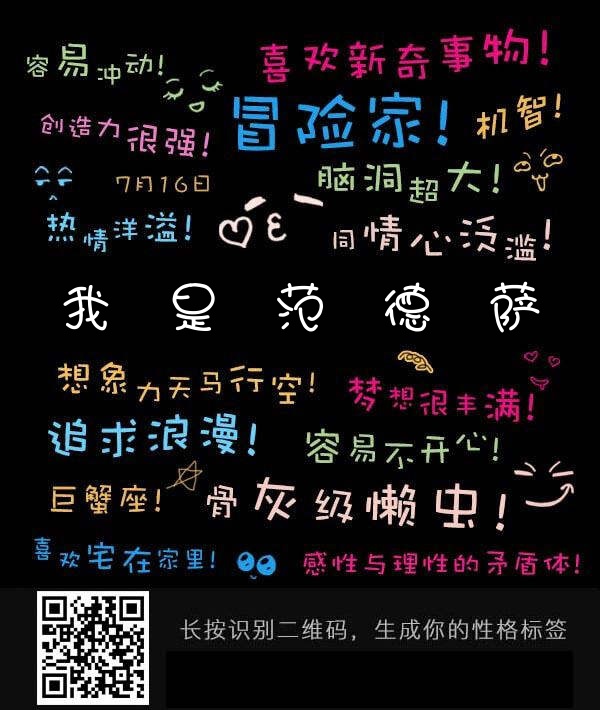 容易冲动!
喜欢新奇事物!
创造力很强!
冒险家!
机智!
7月16日
脑洞超大!
热情洋溢!
同情心泛滥!
我是范德萨
想象力天马行空!
梦想很丰满!
追求浪漫!
容易不开心!
巨蟹座!
骨灰级懒虫!
喜欢宅在家里!
感性与理性的矛盾体!
长按识别二维码，生成你的性格标签